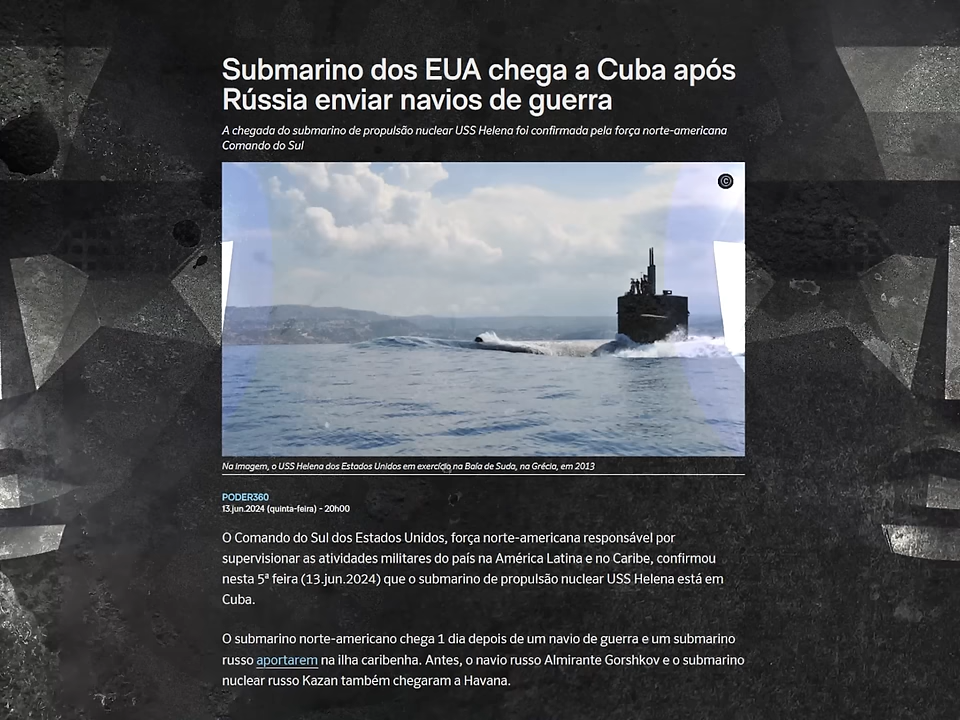 Submarino dos EUA chega a Cuba após
Rússia enviar navios de guerra
A chegada do submarino de propulsão nuclear USS Helena foi confirmada pela força norte-americana
Comando do Sul
©
Na imagem, o USS Helena dos Estados Unidos em exercício na Baía de Suda, na Grécia, em 2013
PODER360
13.jun.2024 (quinta-feira) - 20h00
O Comando do Sul dos Estados Unidos, força norte-americana responsável por
supervisionar as atividades militares do país na América Latina e no Caribe, confirmou
nesta 5ª feira (13.jun.2024) que o submarino de propulsão nuclear USS Helena está em
Cuba.
O submarino norte-americano chega 1 dia depois de um navio de guerra e um submarino
russo aportarem na ilha caribenha. Antes, o navio russo Almirante Gorshkov e o submarino
nuclear russo Kazan também chegaram a Havana.